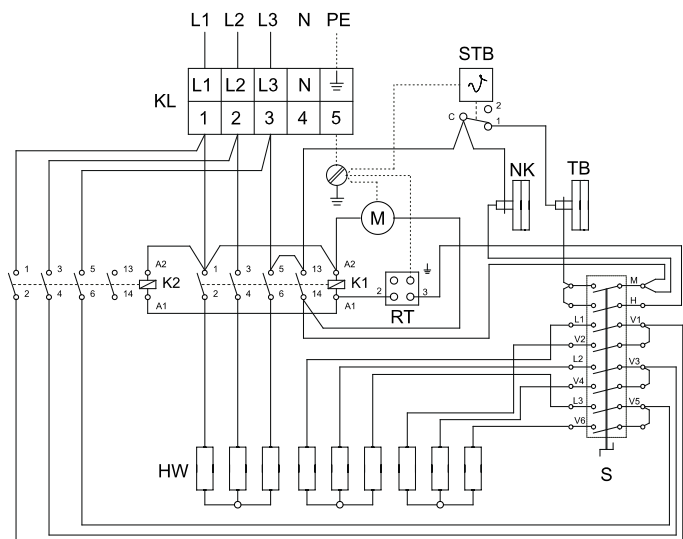 L1 L2 L3 N PE
STB
L1 L2 L3 N
KL
1 2 3 4 5
2
C 1
NK TB
M
A2 A2
1 3 5 13 K2 1 3 5 13 K1
2 4 6 14 2 4 6 14
A1 A1
2 3
RT
M
H
L1 V1
V2
L2 V3
V4
L3 V5
V6
HW
S